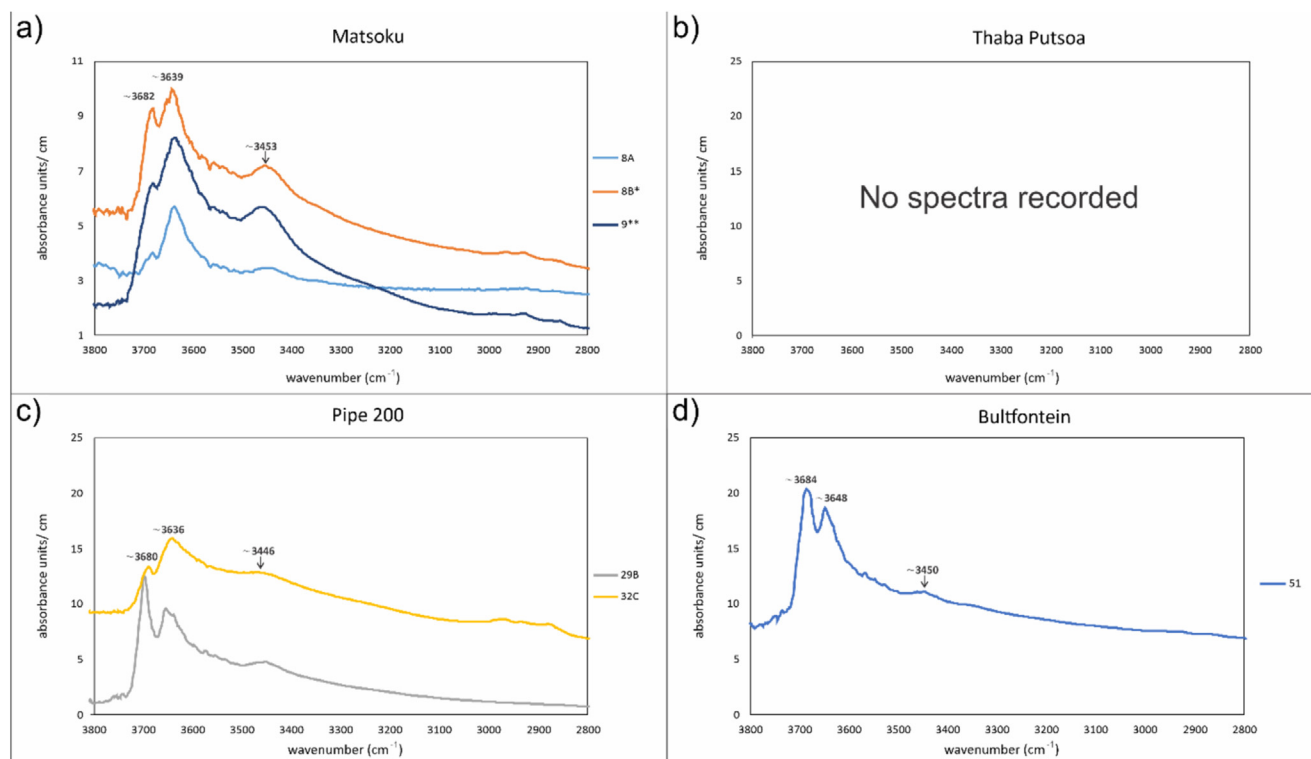 a)
Matsoku
11
9
7
5
3
1
absorbance units/ cm
~3682
~3639
~3453
3800 3700 3600 3500 3400 3300 3200 3100 3000 2900 2800
wavenumber (cm⁻¹)
8A
8B*
9**
b)
Thaba Putsoa
25
20
15
10
5
0
absorbance units/ cm
No spectra recorded
3800 3700 3600 3500 3400 3300 3200 3100 3000 2900 2800
wavenumber (cm⁻¹)
c)
Pipe 200
25
20
15
10
5
0
absorbance units/ cm
~3680
~3636
~3446
3800 3700 3600 3500 3400 3300 3200 3100 3000 2900 2800
wavenumber (cm⁻¹)
29B
32C
d)
Bultfontein
25
20
15
10
5
0
absorbance units/ cm
~3684
~3648
~3450
3800 3700 3600 3500 3400 3300 3200 3100 3000 2900 2800
wavenumber (cm⁻¹)
51